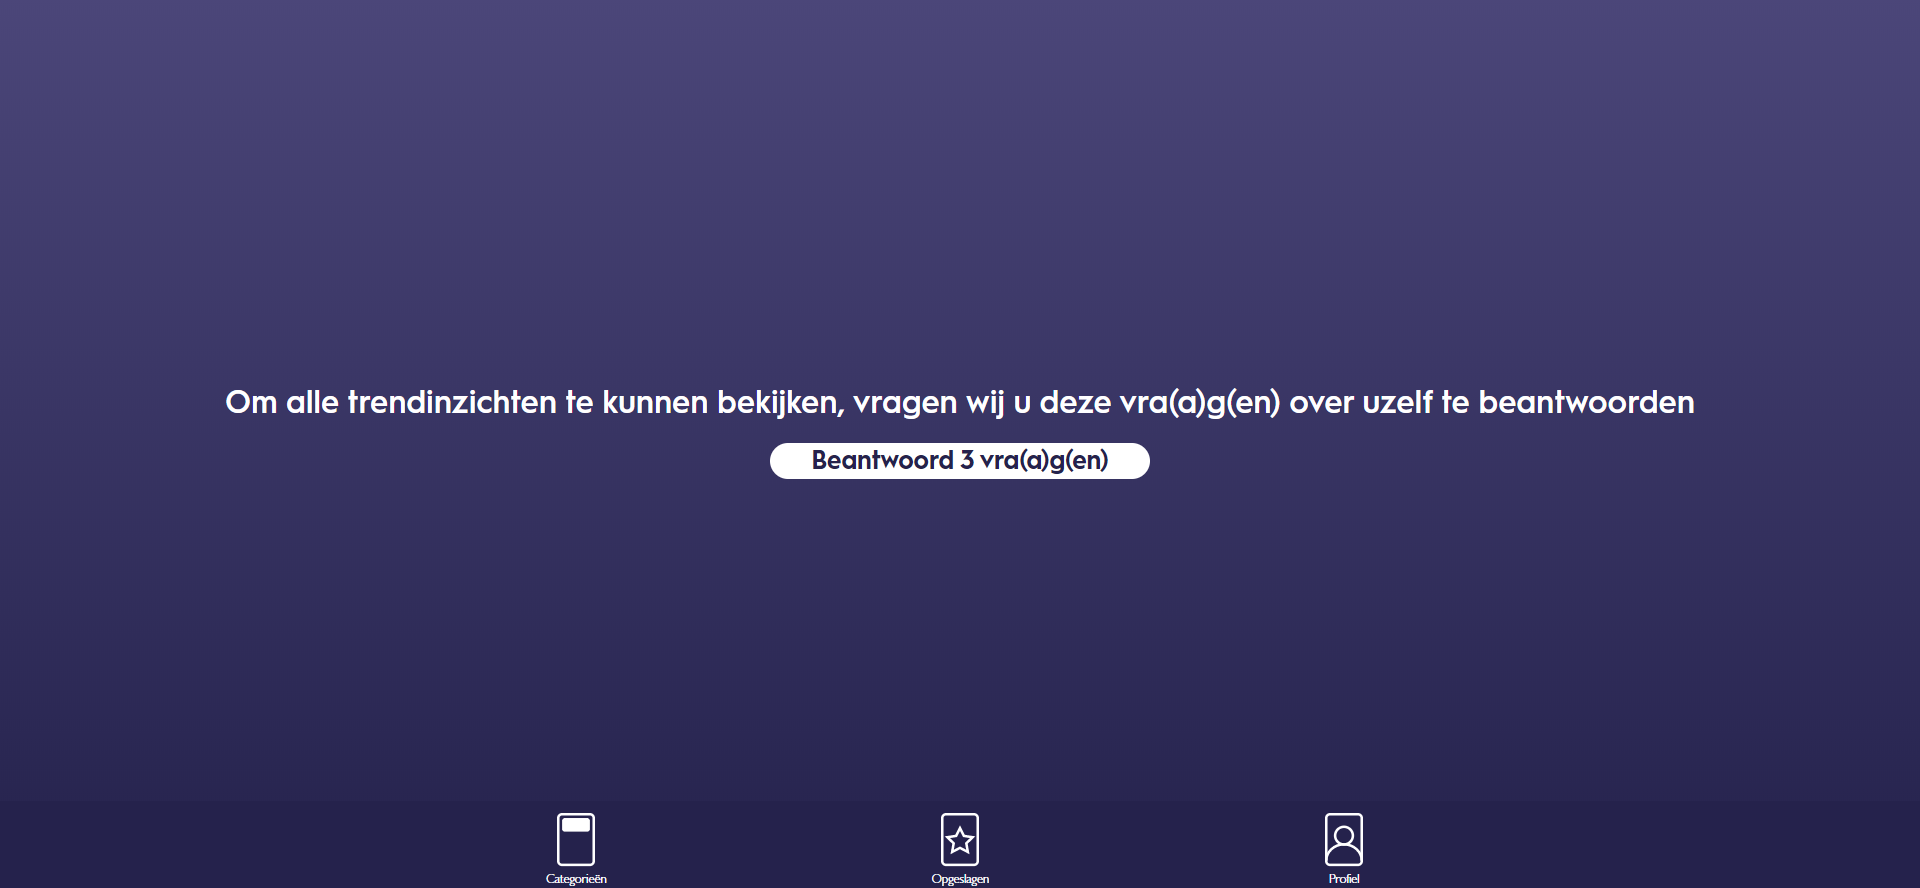 Om alle trendinzichten te kunnen bekijken, vragen wij u deze vra(a)g(en) over uzelf te beantwoorden
Beantwoord 3 vra(a)g(en)
Categorieën
Opgeslagen
Profiel